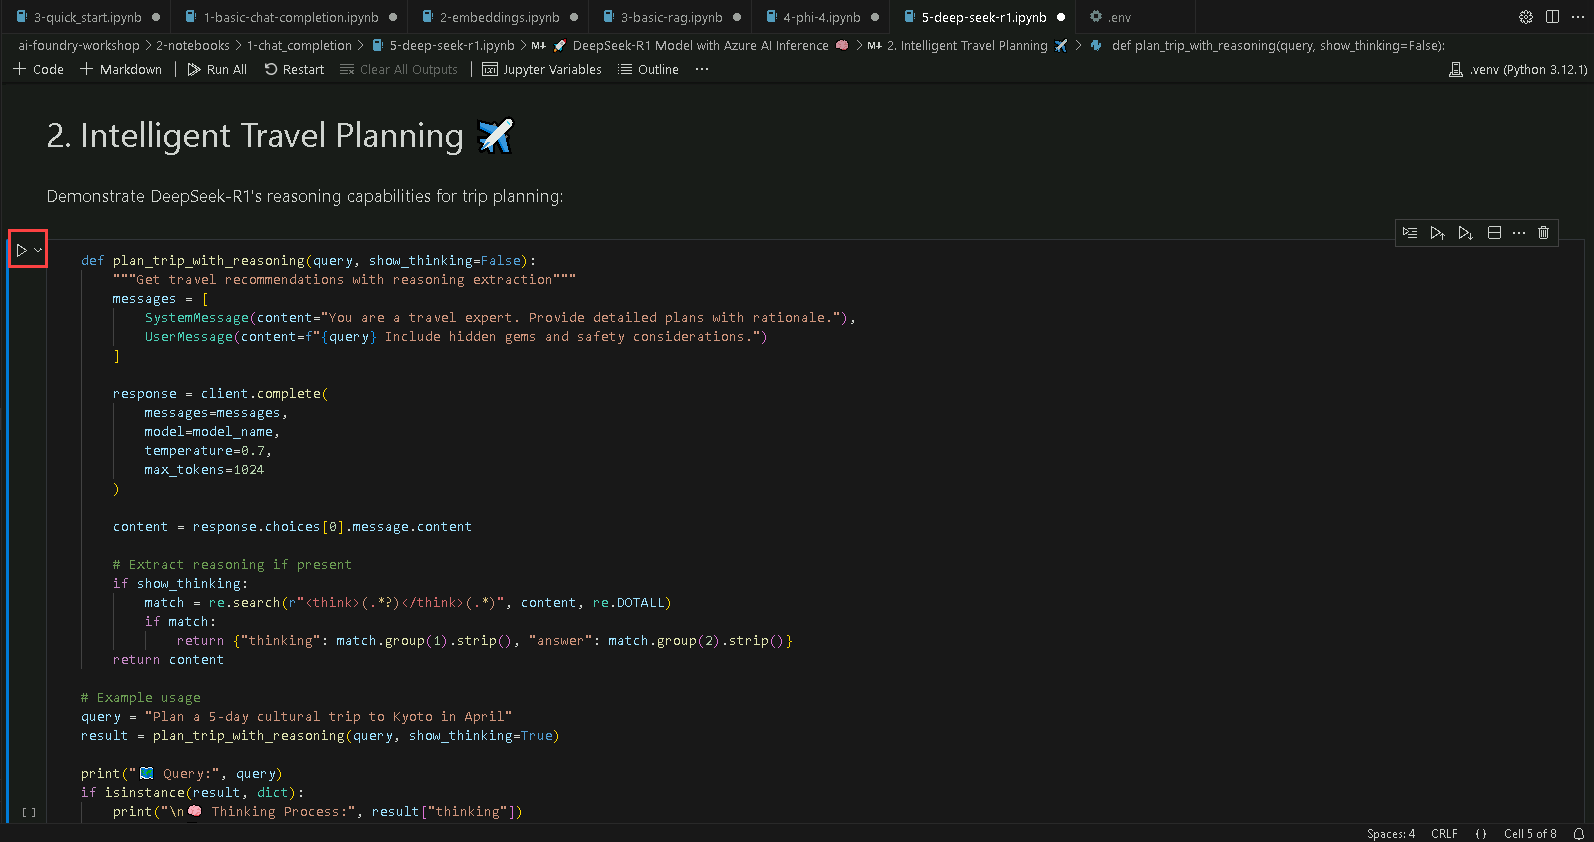 3-quick_start.ipynb 1-basic-chat-completion.ipynb 2-embeddings.ipynb 3-basic-rag.ipynb 4-phi-4.ipynb 5-deep-seek-r1.ipynb .env
ai-foundry-workshop > 2-notebooks > 1-chat_completion > 5-deep-seek-r1.ipynb > M↓ 🚀 DeepSeek-R1 Model with Azure AI Inference 🧠 > M↓ 2. Intelligent Travel Planning ✈️ > def plan_trip_with_reasoning(query, show_thinking=False):
+ Code + Markdown Run All Restart Clear All Outputs Jupyter Variables Outline ... .venv (Python 3.12.1)
2. Intelligent Travel Planning ✈️
Demonstrate DeepSeek-R1's reasoning capabilities for trip planning:
def plan_trip_with_reasoning(query, show_thinking=False):
"""Get travel recommendations with reasoning extraction"""
messages = [
SystemMessage(content="You are a travel expert. Provide detailed plans with rationale."),
UserMessage(content=f"{query} Include hidden gems and safety considerations.")
]
response = client.complete(
messages=messages,
model=model_name,
temperature=0.7,
max_tokens=1024
)
content = response.choices[0].message.content
# Extract reasoning if present
if show_thinking:
match = re.search(r"<think>(.*?)</think>(.*)", content, re.DOTALL)
if match:
return {"thinking": match.group(1).strip(), "answer": match.group(2).strip()}
return content
# Example usage
query = "Plan a 5-day cultural trip to Kyoto in April"
result = plan_trip_with_reasoning(query, show_thinking=True)
print("🗺️ Query:", query)
if isinstance(result, dict):
[ ] print("\n🧠 Thinking Process:", result["thinking"])
Spaces: 4 CRLF {} Cell 5 of 8